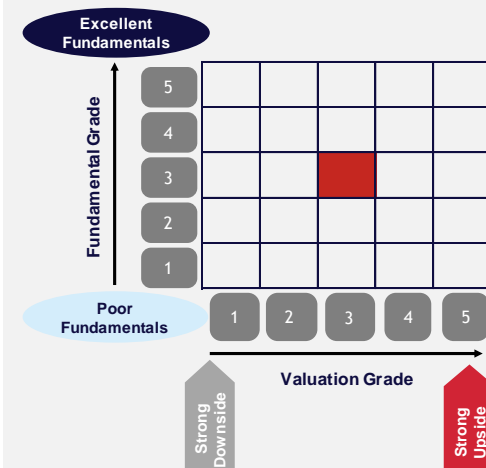 Excellent
Fundamentals
Fundamental Grade
5
4
3
2
1
Poor
Fundamentals
1
2
3
4
5
Valuation Grade
Strong
Downside
Strong
Upside